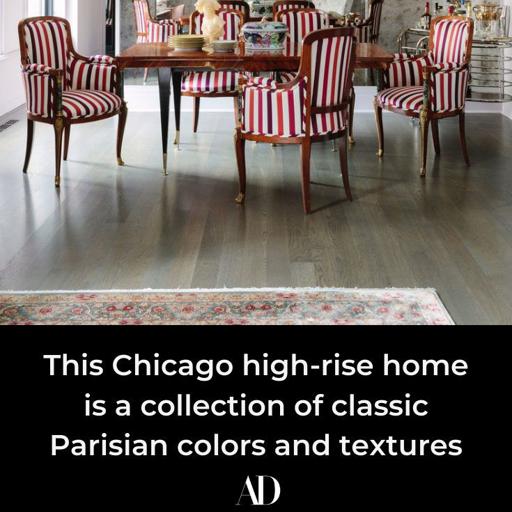 This Chicago high-rise home
is a collection of classic
Parisian colors and textures
AD